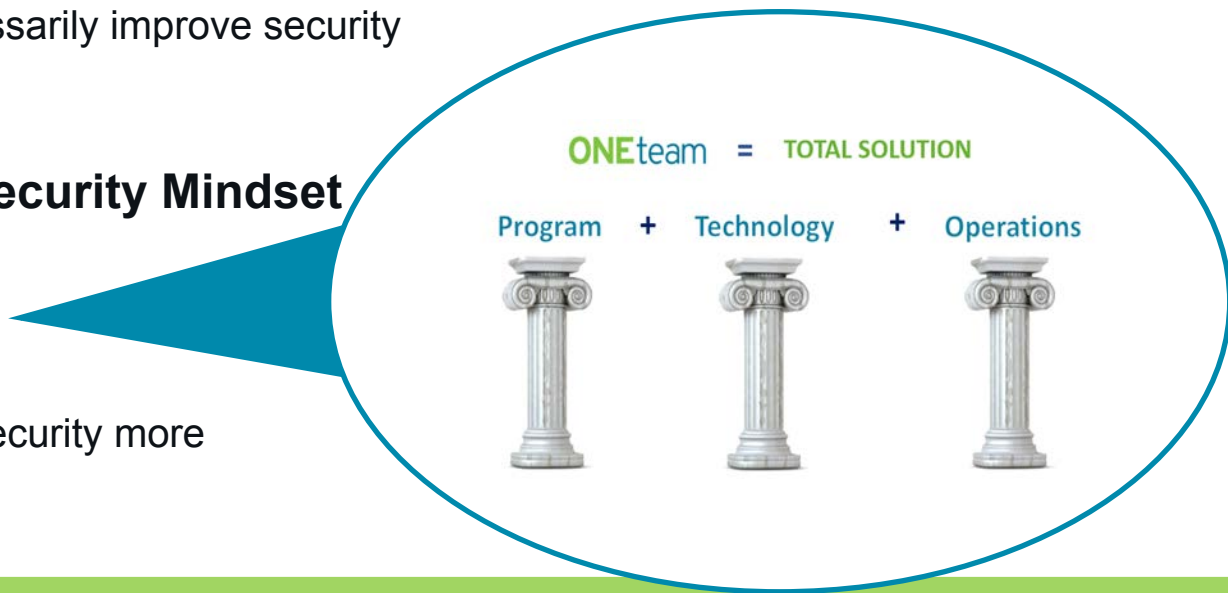 ssarily improve security
ONEteam = TOTAL SOLUTION
ecurity Mindset
Program + Technology + Operations
ecurity more